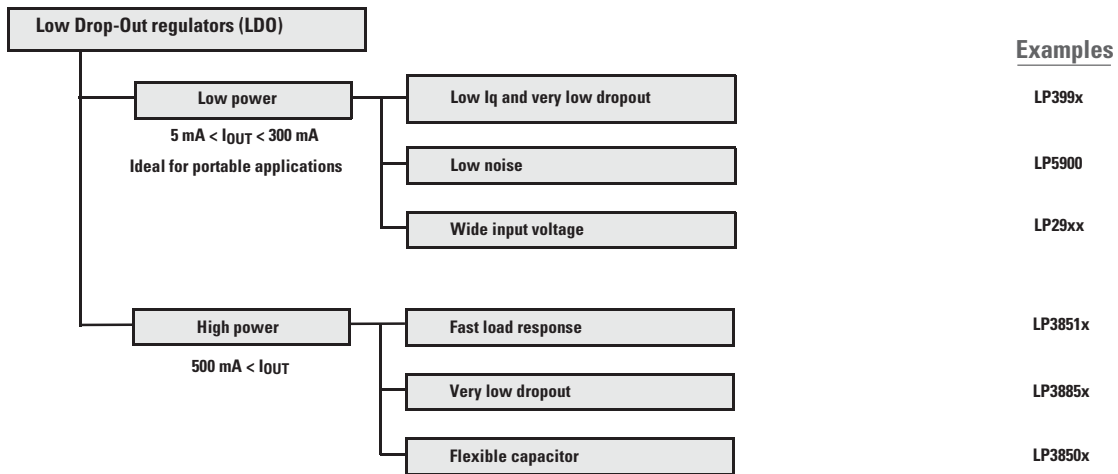 Low Drop-Out regulators (LDO)
Examples
Low power
Low Iq and very low dropout
LP399x
5 mA < IOUT < 300 mA
Ideal for portable applications
Low noise
LP5900
Wide input voltage
LP29xx
High power
Fast load response
LP3851x
500 mA < IOUT
Very low dropout
LP3885x
Flexible capacitor
LP3850x